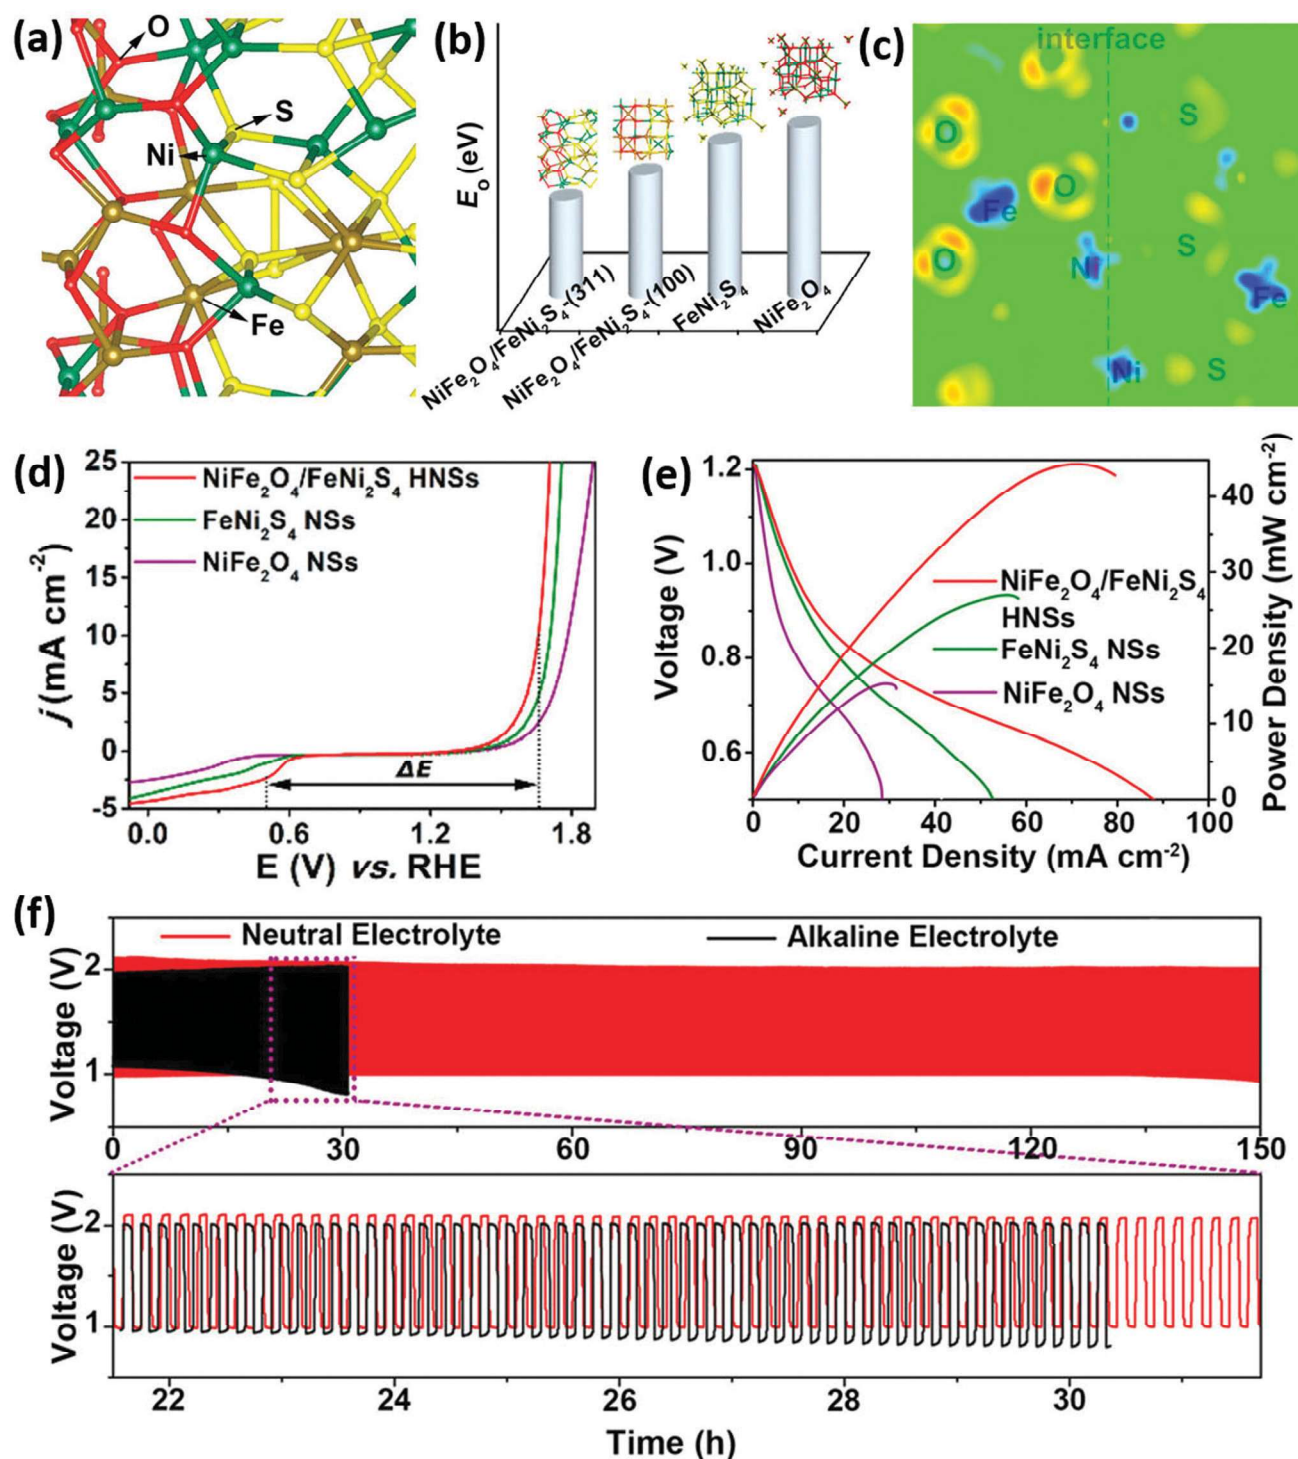 (a)
O
S
Ni
Fe
(b)
E₀ (eV)
NiFe₂O₄/FeNi₂S₄-(311)
NiFe₂O₄/FeNi₂S₄-(100)
FeNi₂S₄
NiFe₂O₄
(c)
interface
O
S
O
Fe
O
Ni
S
Fe
Ni
S
(d)
25
20
15
10
5
0
-5
j (mA cm⁻²)
NiFe₂O₄/FeNi₂S₄ HNSs
FeNi₂S₄ NSs
NiFe₂O₄ NSs
ΔE
0.0 0.6 1.2 1.8
E (V) vs. RHE
(e)
1.2
1.0
0.8
0.6
Voltage (V)
NiFe₂O₄/FeNi₂S₄
HNSs
FeNi₂S₄ NSs
NiFe₂O₄ NSs
40
30
20
10
0
Power Density (mW cm⁻²)
0 20 40 60 80 100
Current Density (mA cm⁻²)
(f)
Neutral Electrolyte Alkaline Electrolyte
Voltage (V)
2
1
0 30 60 90 120 150
Voltage (V)
2
1
22 24 26 28 30
Time (h)